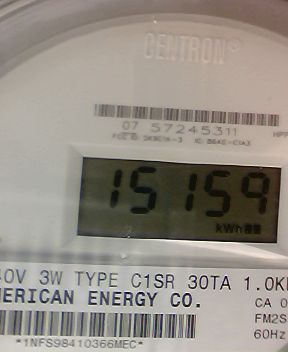 CENTRON®
07 57245311
15159
kWh
40V 3W TYPE C1SR 30TA 1.0K
MERICAN ENERGY CO.
CA 0
FM2S
60Hz
*1NFS98410366MEC*